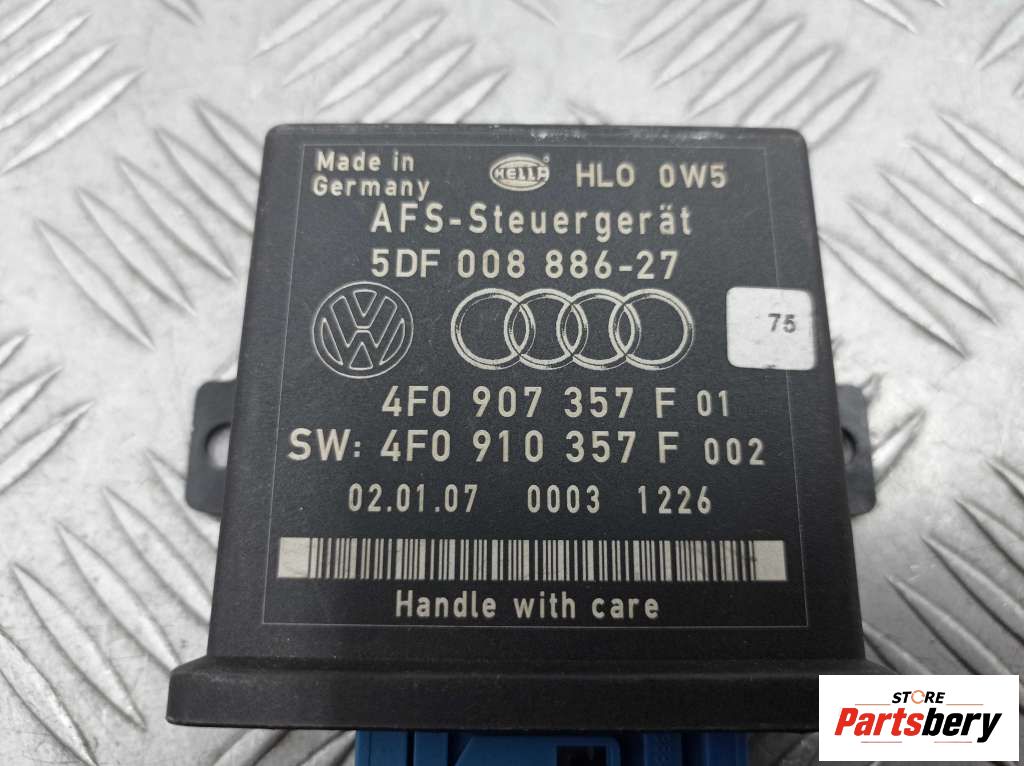 Made in
Germany
HELLA ® HLO 0W5
AFS-Steuergerät
5DF 008 886-27
75
4F0 907 357 F 01
SW: 4F0 910 357 F 002
02.01.07 0003 1226
Handle with care
STORE
Partsbery